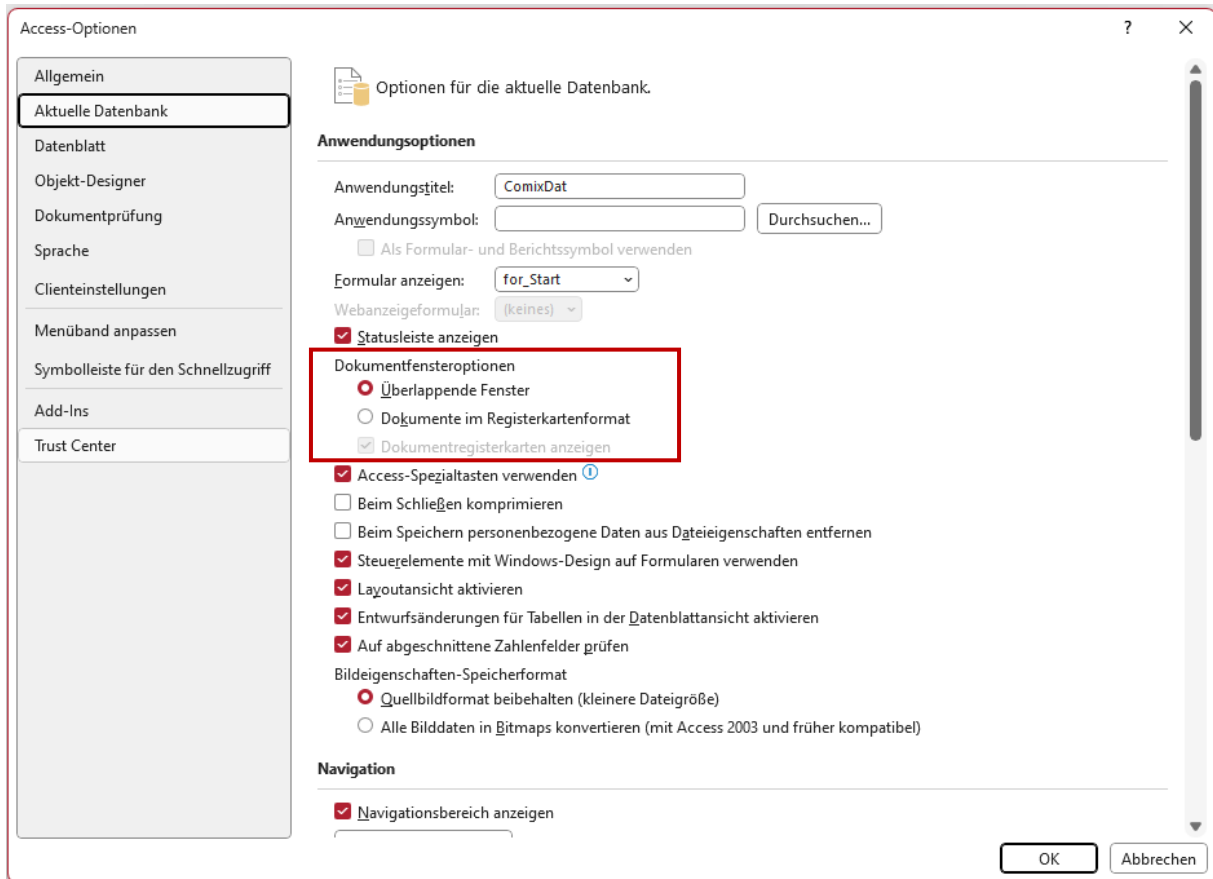 Access-Optionen
?
Allgemein
Aktuelle Datenbank
Datenblatt
Objekt-Designer
Dokumentprüfung
Sprache
Clienteinstellungen
Menüband anpassen
Symbolleiste für den Schnellzugriff
Add-Ins
Trust Center
Optionen für die aktuelle Datenbank.
Anwendungsoptionen
Anwendungstitel: ComixDat
Anwendungssymbol: Durchsuchen...
Als Formular- und Berichtssymbol verwenden
Formular anzeigen: for_Start
Webanzeigeformular: (keines)
Statusleiste anzeigen
Dokumentfensteroptionen
Überlappende Fenster
Dokumente im Registerkartenformat
Dokumentregisterkarten anzeigen
Access-Spezialtasten verwenden
Beim Schließen komprimieren
Beim Speichern personenbezogene Daten aus Dateieigenschaften entfernen
Steuerelemente mit Windows-Design auf Formularen verwenden
Layoutansicht aktivieren
Entwurfsänderungen für Tabellen in der Datenblattansicht aktivieren
Auf abgeschnittene Zahlenfelder prüfen
Bildeigenschaften-Speicherformat
Quellbildformat beibehalten (kleinere Dateigröße)
Alle Bilddaten in Bitmaps konvertieren (mit Access 2003 und früher kompatibel)
Navigation
Navigationsbereich anzeigen
OK Abbrechen